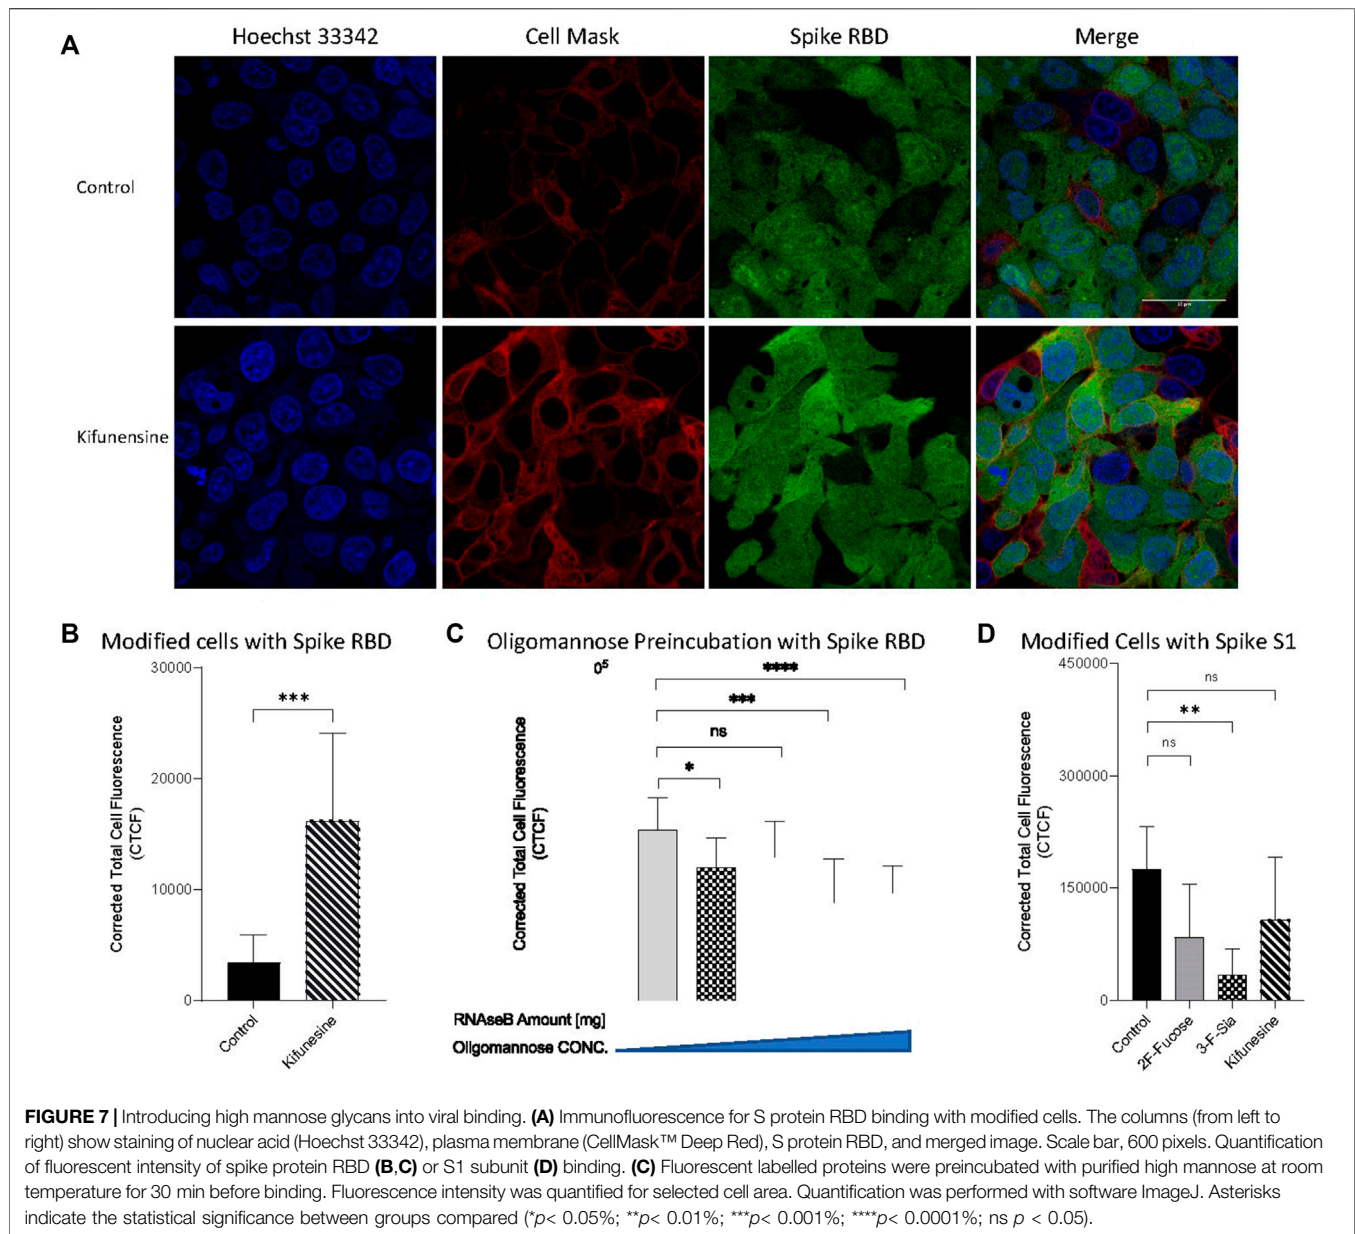 A
Hoechst 33342
Cell Mask
Spike RBD
Merge
Control
Kifunensine
B
Modified cells with Spike RBD
30000
20000
10000
0
Corrected Total Cell Fluorescence
(CTCF)
***
Control
Kifunesine
C
Oligomannose Preincubation with Spike RBD
0⁵
****
***
ns
*
Corrected Total Cell Fluorescence
(CTCF)
RNAseB Amount [mg]
Oligomannose CONC.
D
Modified Cells with Spike S1
450000
300000
150000
0
Corrected Total Cell Fluorescence
(CTCF)
ns
**
ns
Control
2F-Fucose
3-F-Sia
Kifunesine
FIGURE 7 | Introducing high mannose glycans into viral binding. (A) Immunofluorescence for S protein RBD binding with modified cells. The columns (from left to
right) show staining of nuclear acid (Hoechst 33342), plasma membrane (CellMask™ Deep Red), S protein RBD, and merged image. Scale bar, 600 pixels. Quantification
of fluorescent intensity of spike protein RBD (B,C) or S1 subunit (D) binding. (C) Fluorescent labelled proteins were preincubated with purified high mannose at room
temperature for 30 min before binding. Fluorescence intensity was quantified for selected cell area. Quantification was performed with software ImageJ. Asterisks
indicate the statistical significance between groups compared (*p< 0.05%; **p< 0.01%; ***p< 0.001%; ****p< 0.0001%; ns p < 0.05).